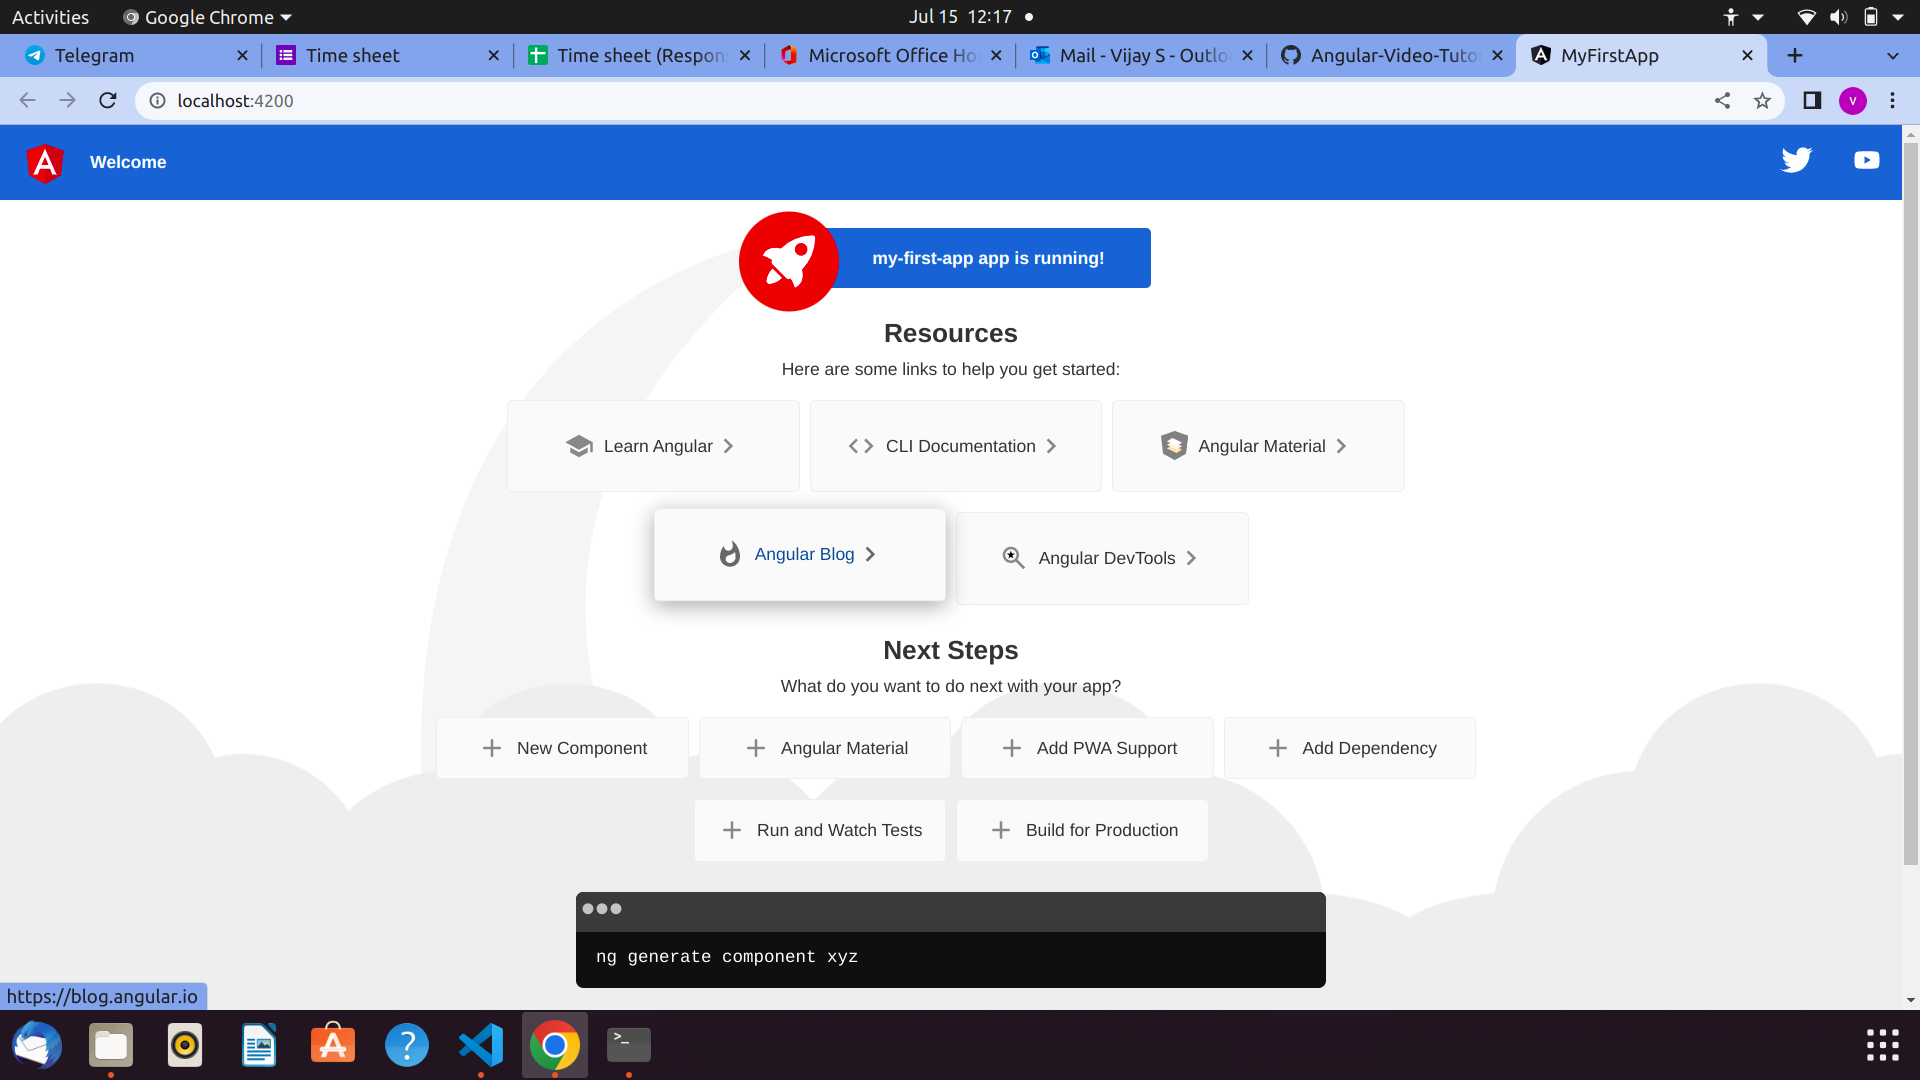 Activities Google Chrome Jul 15 12:17
Telegram Time sheet Time sheet (Respon Microsoft Office Ho Mail - Vijay S - Outlo Angular-Video-Tuto MyFirstApp
localhost:4200 v
Welcome
my-first-app app is running!
Resources
Here are some links to help you get started:
Learn Angular CLI Documentation Angular Material
Angular Blog Angular DevTools
Next Steps
What do you want to do next with your app?
New Component Angular Material Add PWA Support Add Dependency
Run and Watch Tests Build for Production
ng generate component xyz
https://blog.angular.io